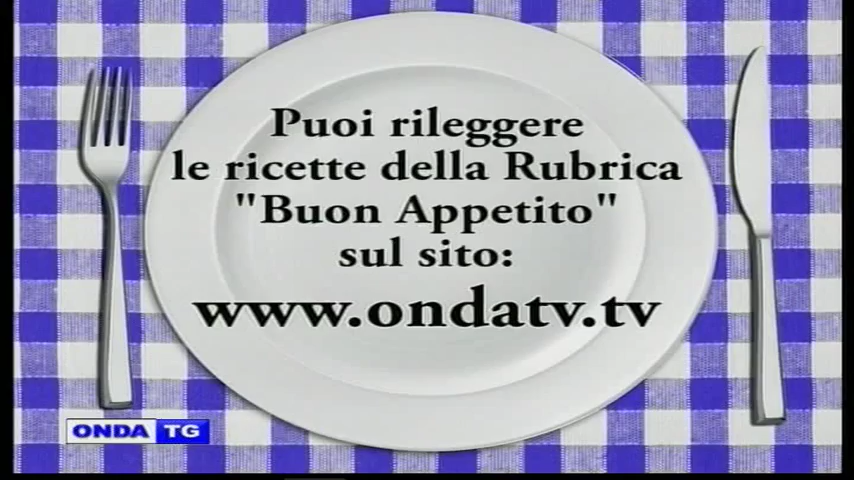 Puoi rileggere
le ricette della Rubrica
"Buon Appetito"
sul sito:
www.ondatv.tv
ONDA TG